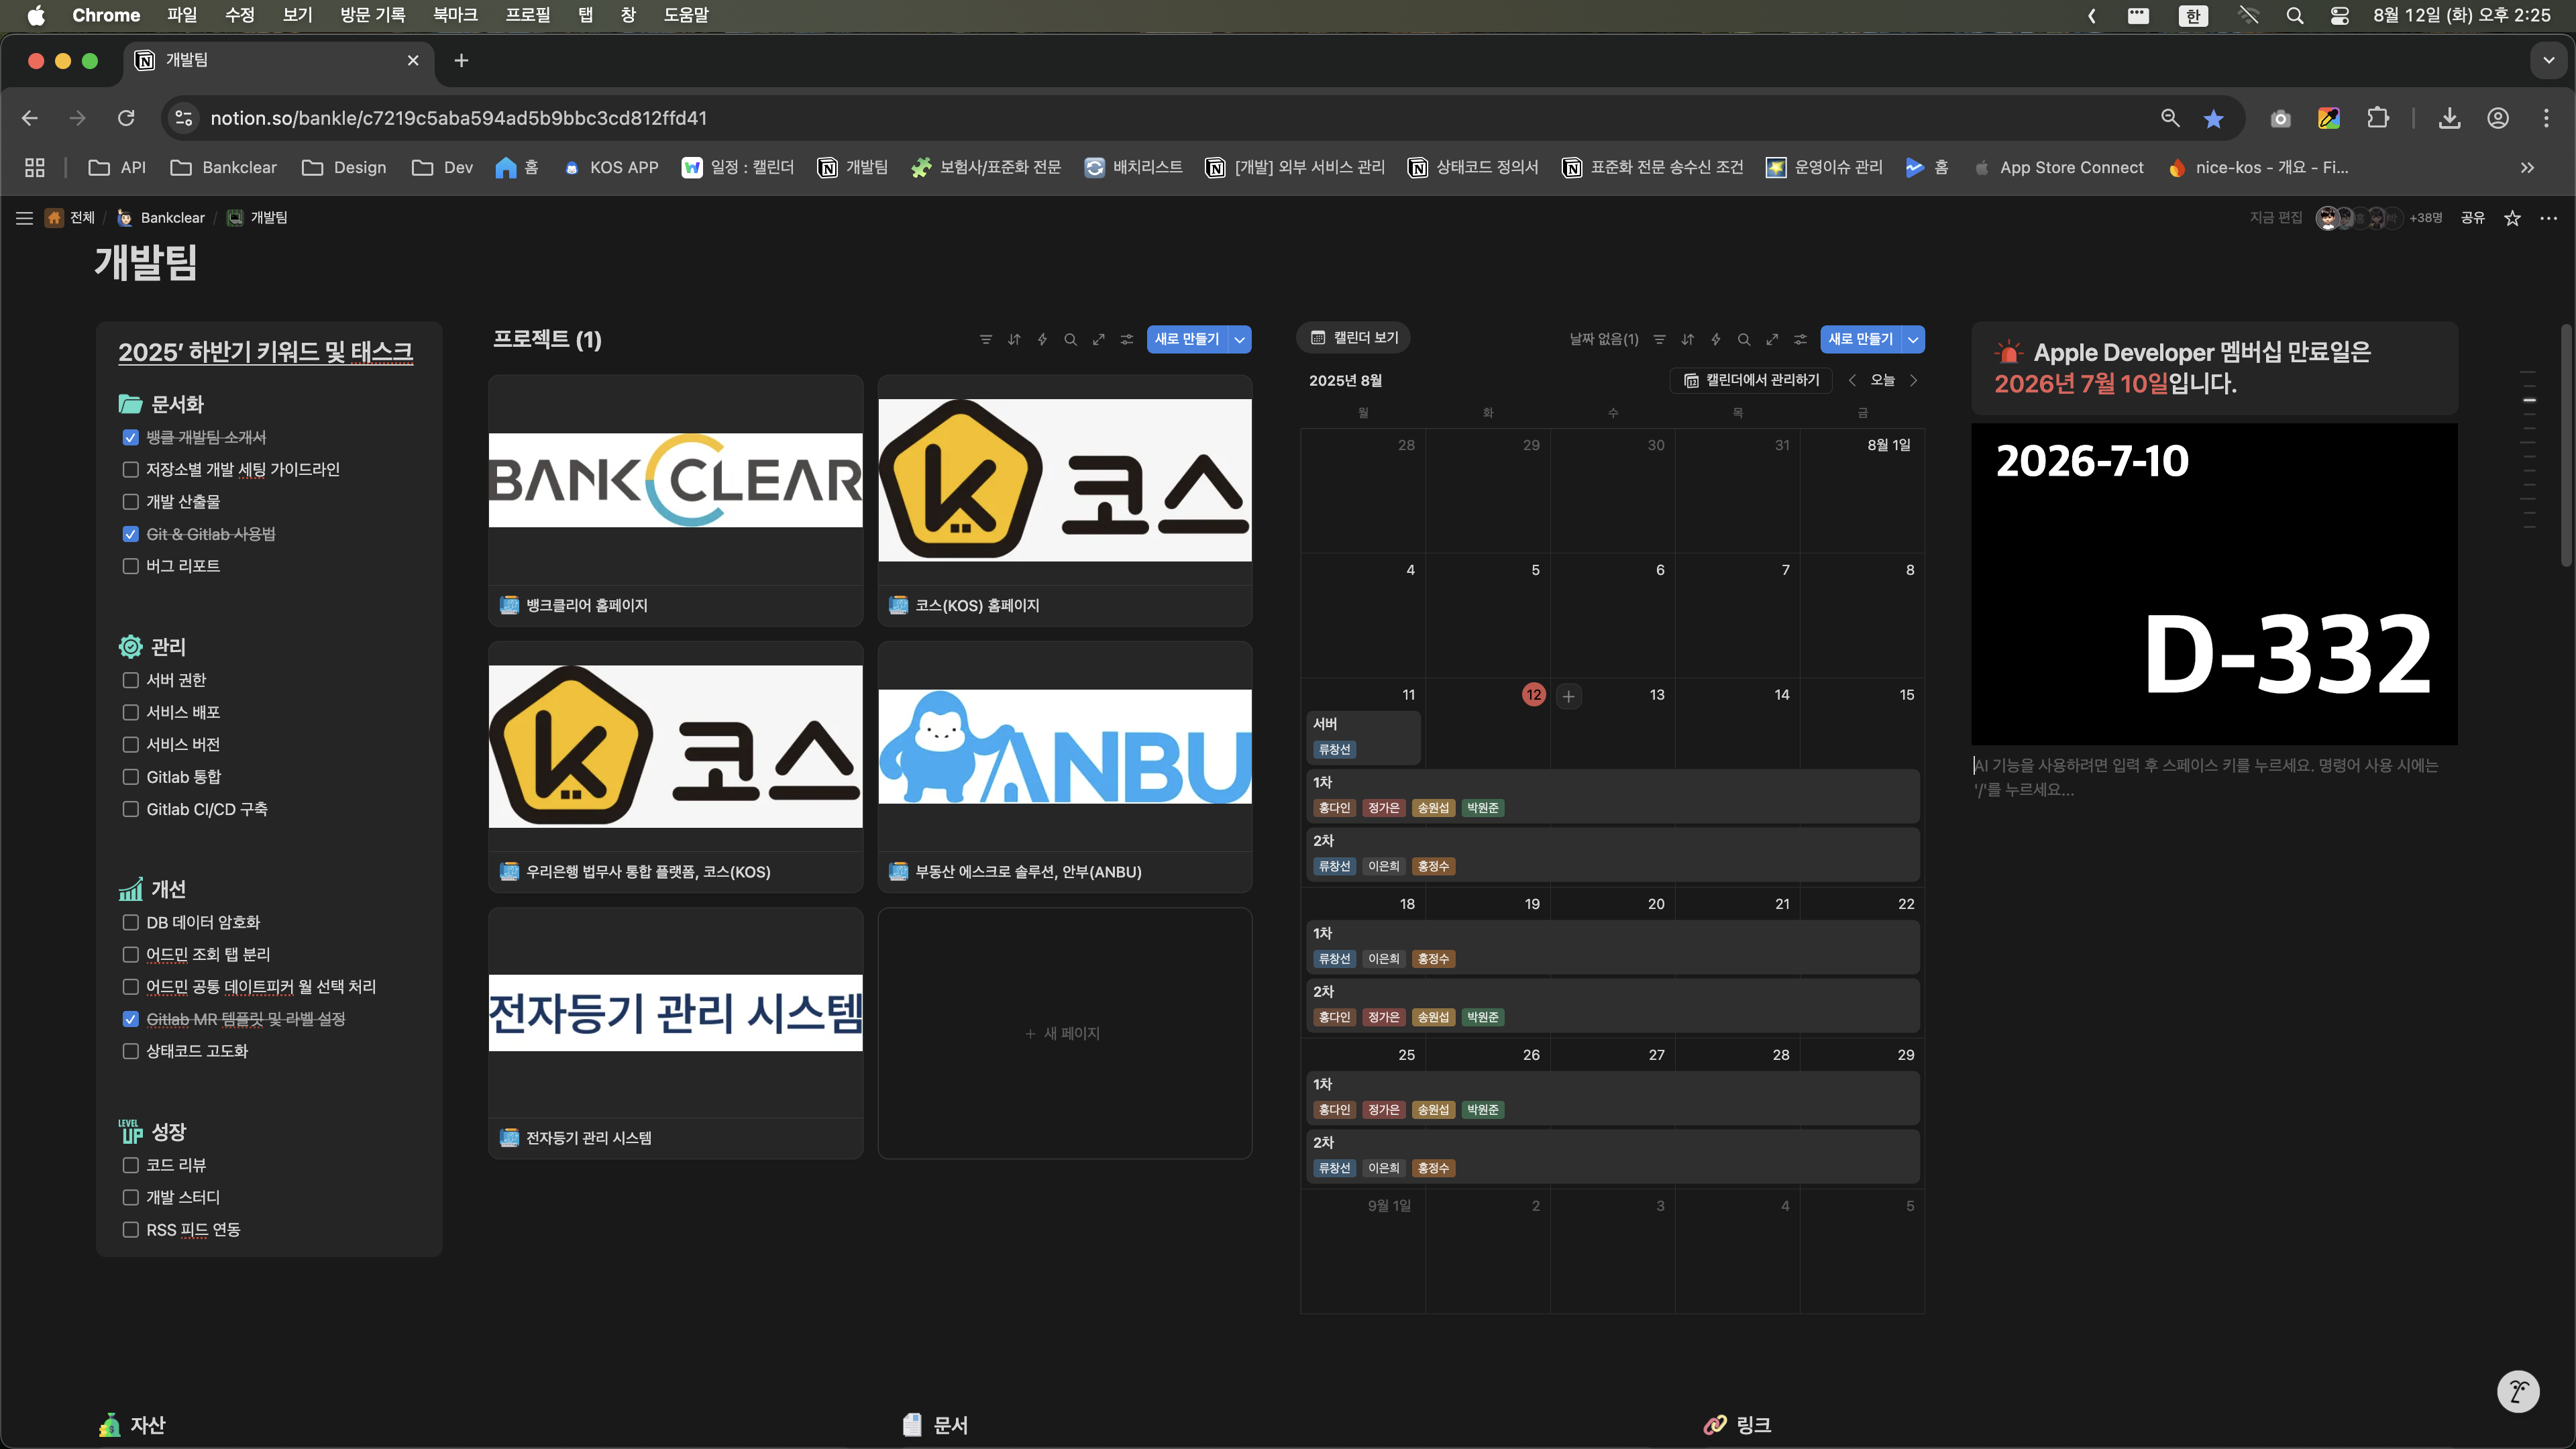 Chrome 파일 수정 보기 방문 기록 북마크 프로필 탭 창 도움말
한 8월 12일 (화) 오후 2:25
개발팀
notion.so/bankle/c7219c5aba594ad5b9bbc3cd812ffd41
API Bankclear Design Dev 홈 KOS APP 일정 : 캘린더 개발팀 보험사/표준화 전문 배치리스트 [개발] 외부 서비스 관리 상태코드 정의서 표준화 전문 송수신 조건 운영이슈 관리 홈 App Store Connect nice-kos - 개요 - Fi...
전체 / Bankclear / 개발팀
지금 편집 +38명 공유
개발팀
2025’ 하반기 키워드 및 태스크
문서화
뱅클 개발팀 소개서
저장소별 개발 세팅 가이드라인
개발 산출물
Git & Gitlab 사용법
버그 리포트
관리
서버 권한
서비스 배포
서비스 버전
Gitlab 통합
Gitlab CI/CD 구축
개선
DB 데이터 암호화
어드민 조회 탭 분리
어드민 공통 데이트피커 월 선택 처리
Gitlab MR 템플릿 및 라벨 설정
상태코드 고도화
LEVEL UP 성장
코드 리뷰
개발 스터디
RSS 피드 연동
프로젝트 (1)
새로 만들기
BANKCLEAR
뱅크클리어 홈페이지
k 코스
코스(KOS) 홈페이지
k 코스
우리은행 법무사 통합 플랫폼, 코스(KOS)
ANBU
부동산 에스크로 솔루션, 안부(ANBU)
전자등기 관리 시스템
전자등기 관리 시스템
+ 새 페이지
캘린더 보기
날짜 없음(1)
새로 만들기
2025년 8월
캘린더에서 관리하기
오늘
월 화 수 목 금
28 29 30 31 8월 1일
4 5 6 7 8
11 12 13 14 15
서버
류창선
1차
홍다인 정가은 송원섭 박원준
2차
류창선 이은희 홍정수
18 19 20 21 22
1차
류창선 이은희 홍정수
2차
홍다인 정가은 송원섭 박원준
25 26 27 28 29
1차
홍다인 정가은 송원섭 박원준
2차
류창선 이은희 홍정수
9월 1일 2 3 4 5
Apple Developer 멤버십 만료일은
2026년 7월 10일입니다.
2026-7-10
D-332
AI 기능을 사용하려면 입력 후 스페이스 키를 누르세요. 명령어 사용 시에는
'/'를 누르세요...
자산
문서
링크